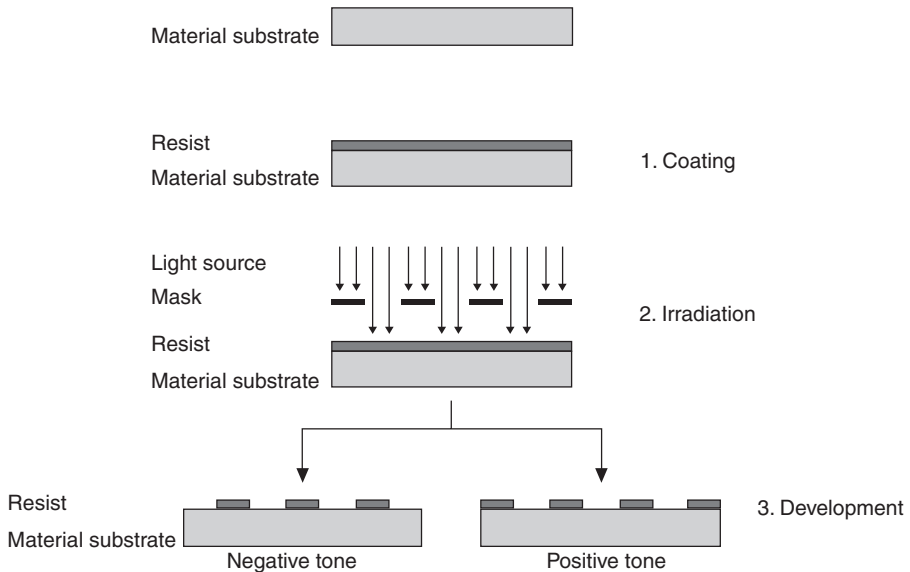 Material substrate
Resist
Material substrate
1. Coating
Light source
Mask
Resist
Material substrate
2. Irradiation
Resist
Material substrate
Negative tone
Positive tone
3. Development